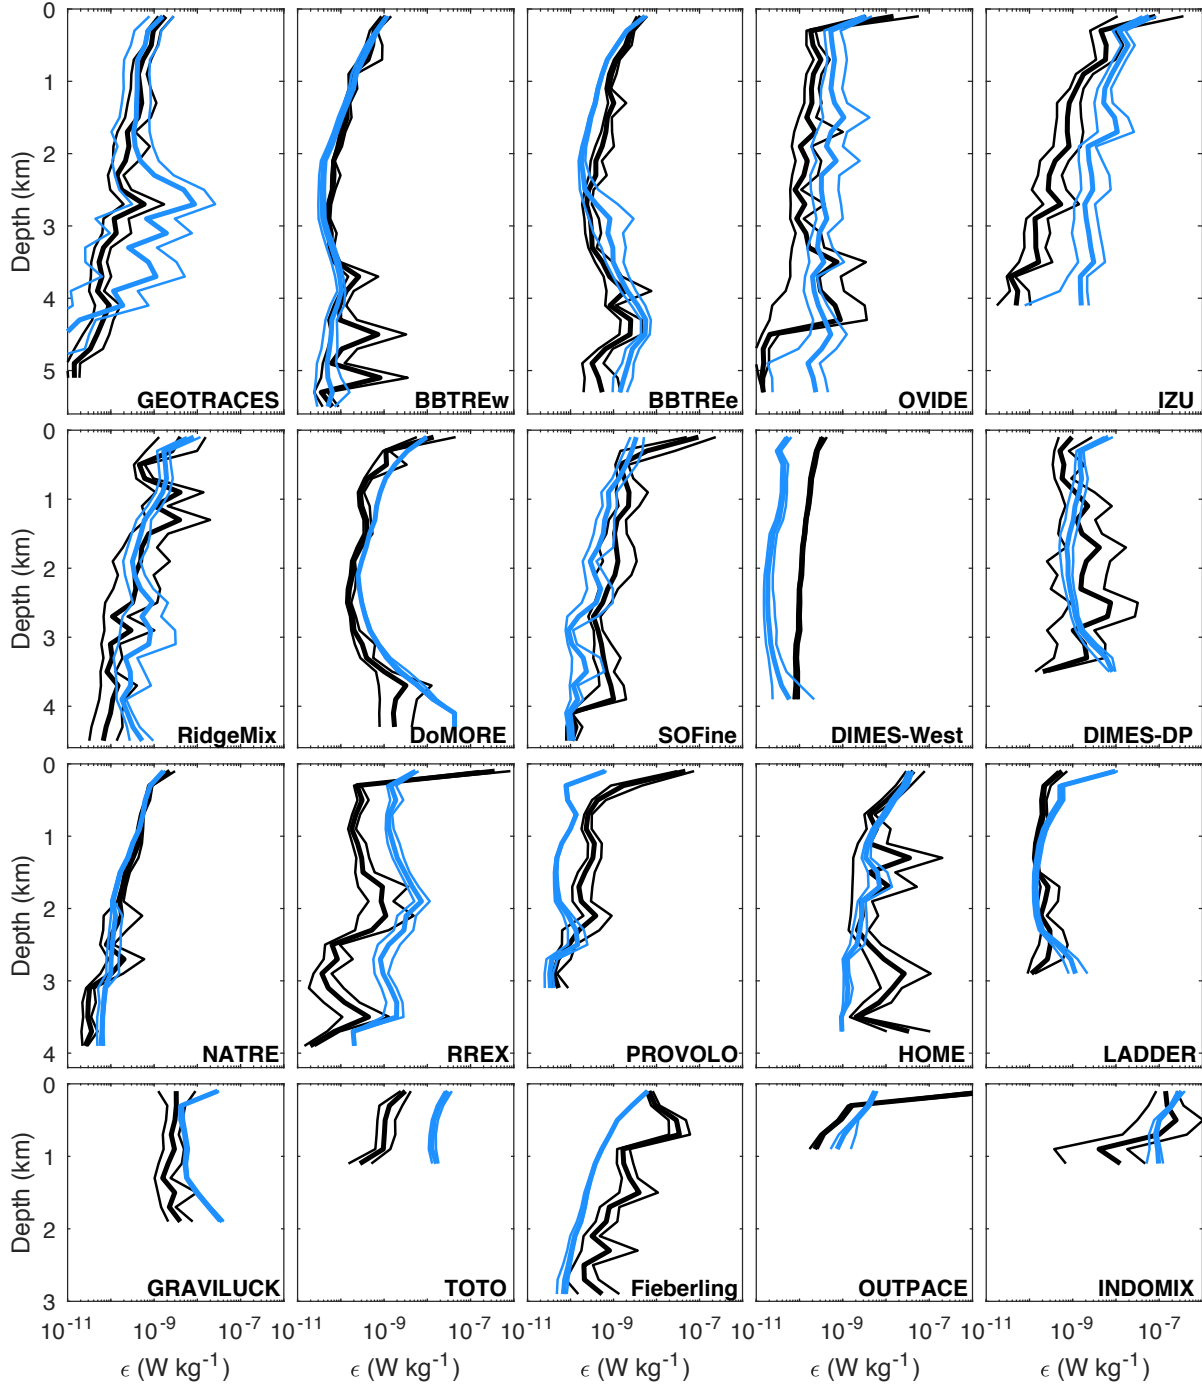 0
1
2
3
4
5
Depth (km)
GEOTRACES
BBTREw
BBTREe
OVIDE
IZU
0
1
2
3
4
Depth (km)
RidgeMix
DoMORE
SOFine
DIMES-West
DIMES-DP
0
1
2
3
4
Depth (km)
NATRE
RREX
PROVOLO
HOME
LADDER
0
1
2
3
Depth (km)
GRAVILUCK
TOTO
Fieberling
OUTPACE
INDOMIX
10⁻¹¹ 10⁻⁹ 10⁻⁷ 10⁻¹¹ 10⁻⁹ 10⁻⁷ 10⁻¹¹ 10⁻⁹ 10⁻⁷ 10⁻¹¹ 10⁻⁹ 10⁻⁷ 10⁻¹¹ 10⁻⁹ 10⁻⁷
ϵ (W kg⁻¹) ϵ (W kg⁻¹) ϵ (W kg⁻¹) ϵ (W kg⁻¹) ϵ (W kg⁻¹)